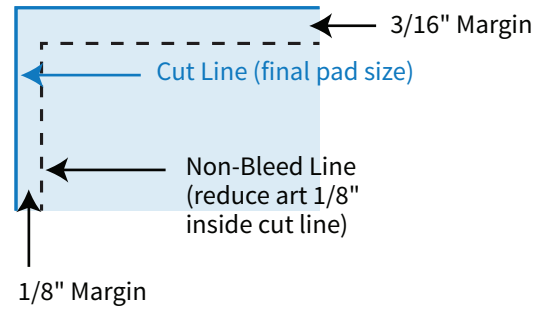 3/16" Margin
Cut Line (final pad size)
Non-Bleed Line
(reduce art 1/8"
inside cut line)
1/8" Margin